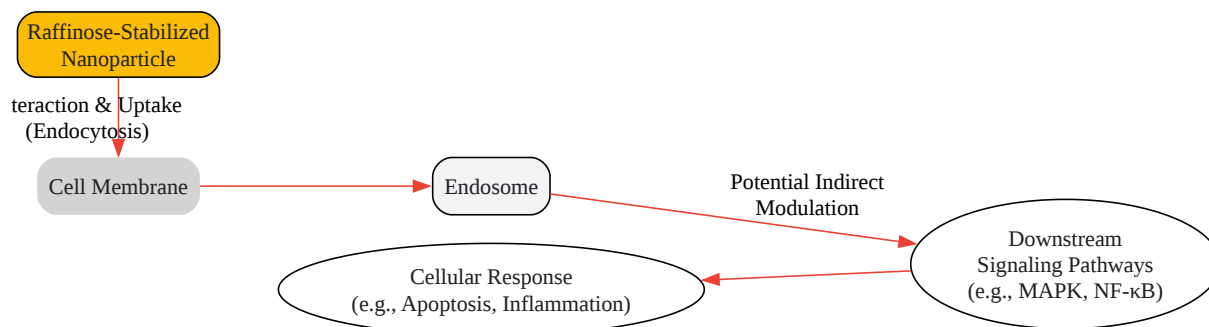 Raffinose-Stabilized
Nanoparticle
teraction & Uptake
(Endocytosis)
Cell Membrane
Endosome
Potential Indirect
Modulation
Downstream
Signaling Pathways
(e.g., MAPK, NF-κB)
Cellular Response
(e.g., Apoptosis, Inflammation)